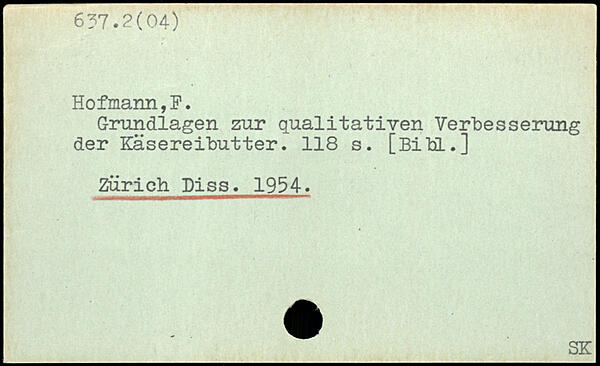 637.2(04)
Hofmann,F.
Grundlagen zur qualitativen Verbesserung
der Käsereibutter. 118 s. [Bibl.]
Zürich Diss. 1954.
SK